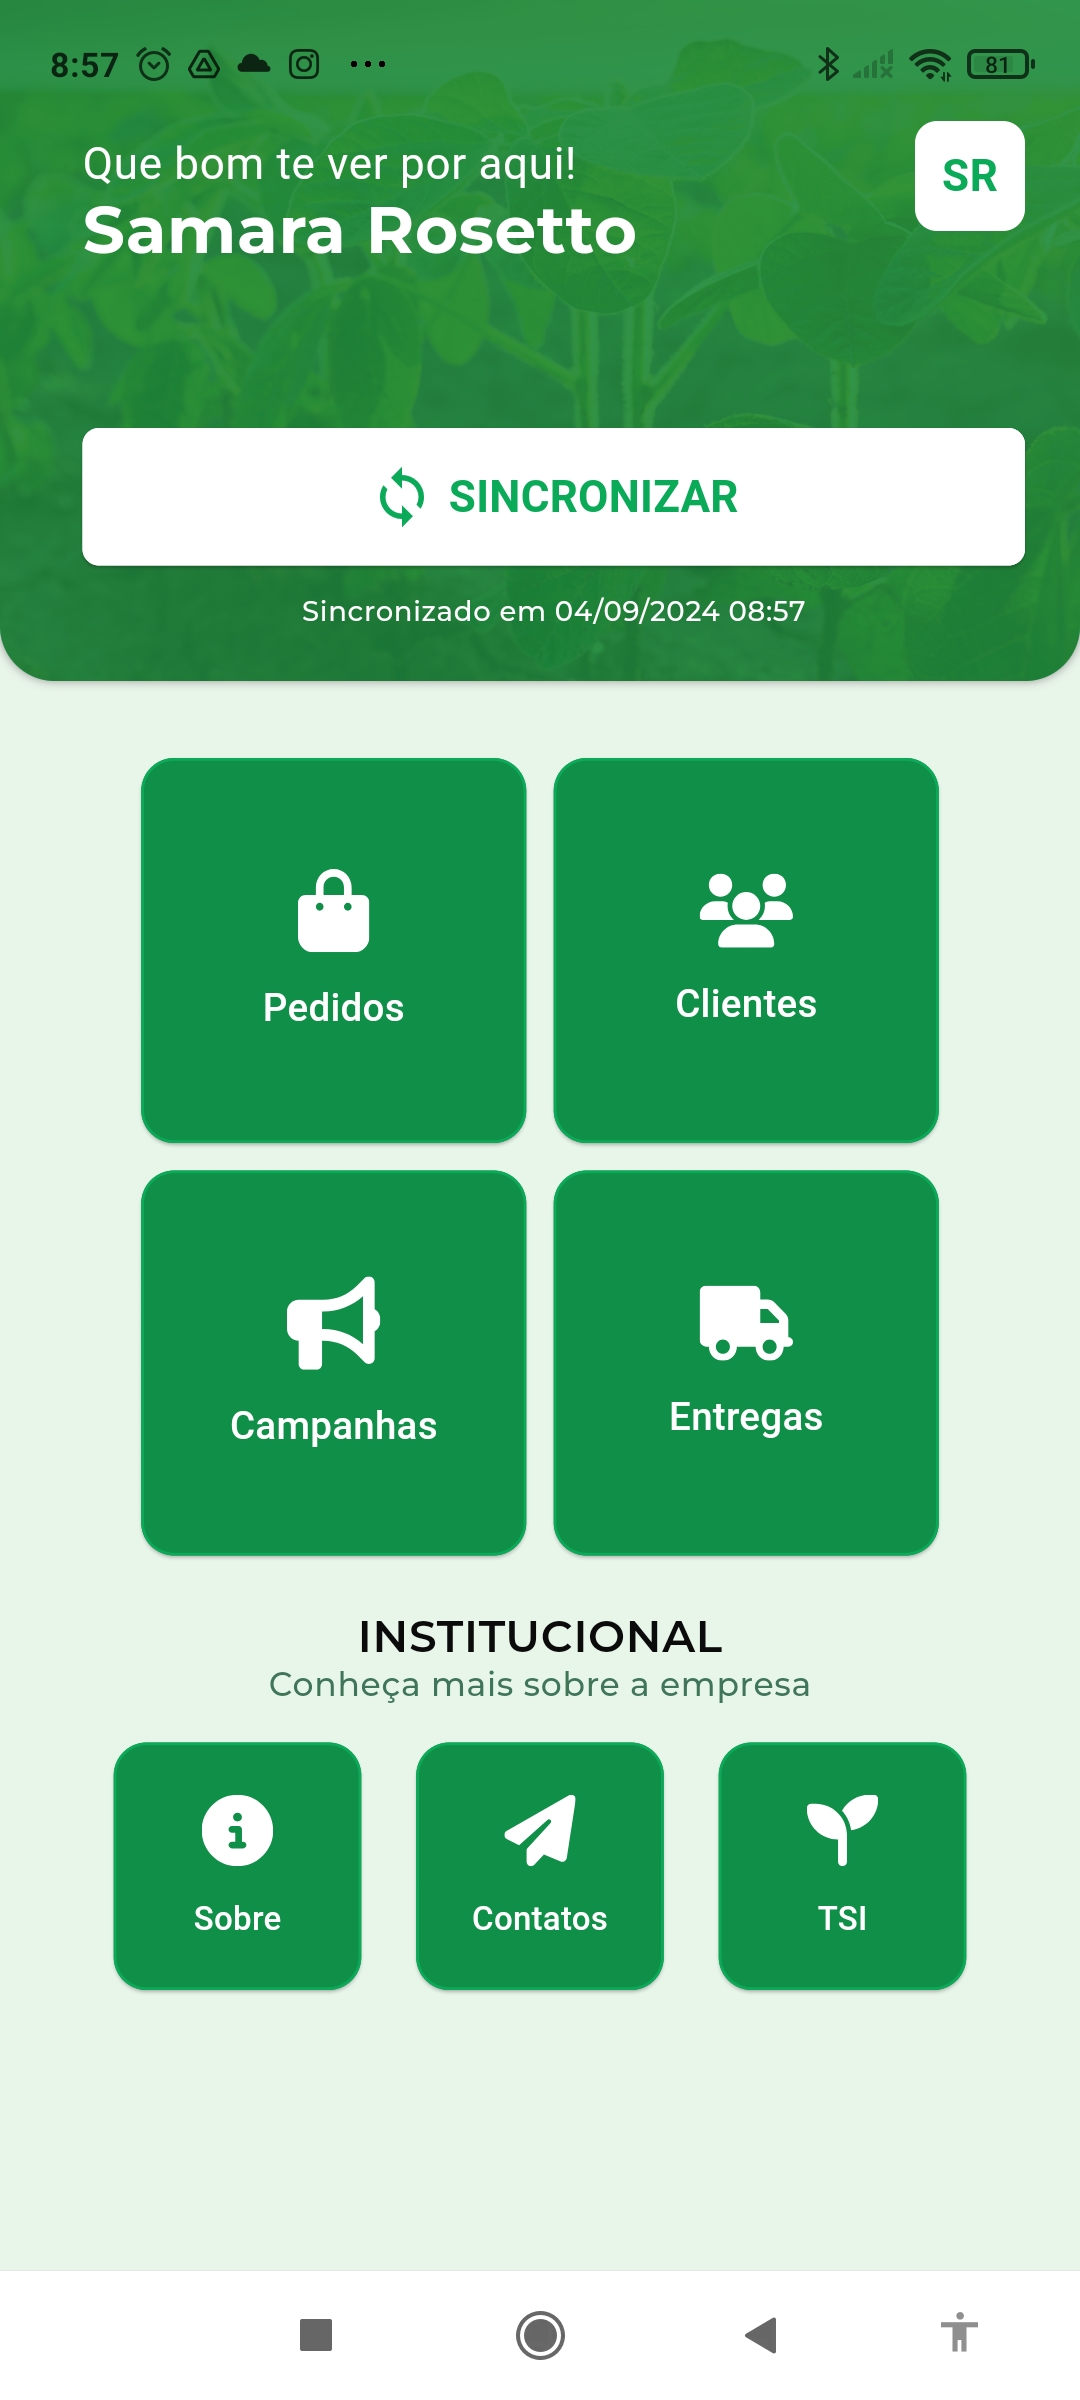 8:57
81
Que bom te ver por aqui!
SR
Samara Rosetto
SINCRONIZAR
Sincronizado em 04/09/2024 08:57
Pedidos
Clientes
Campanhas
Entregas
INSTITUCIONAL
Conheça mais sobre a empresa
Sobre
Contatos
TSI